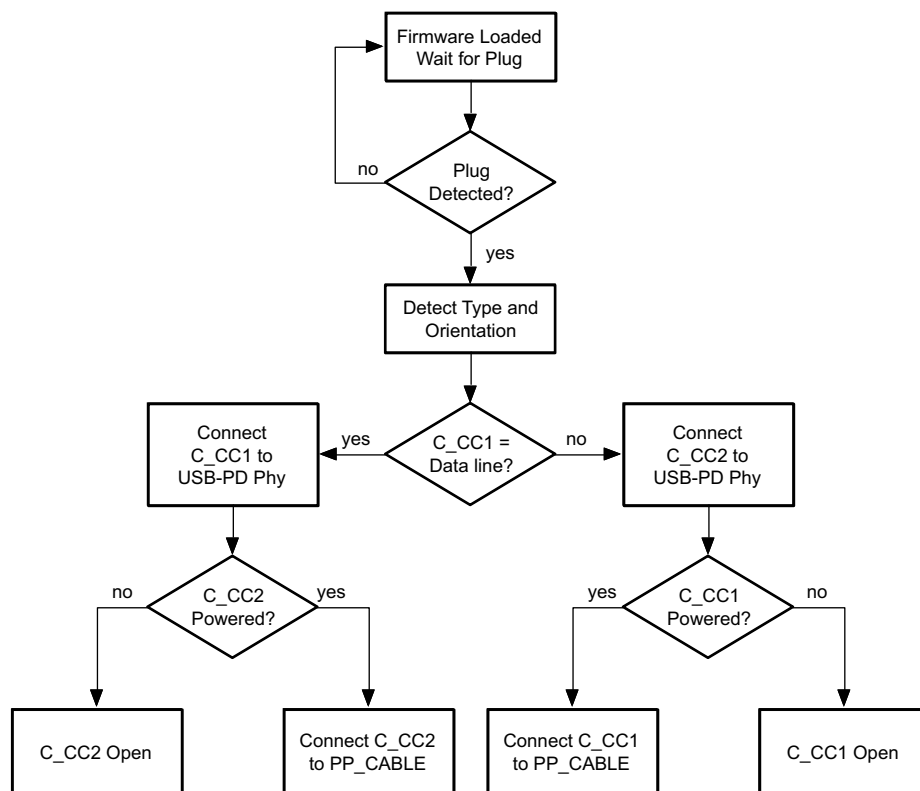 Firmware Loaded
Wait for Plug
no
Plug
Detected?
yes
Detect Type and
Orientation
Connect
C_CC1 to
USB-PD Phy
yes
C_CC1 =
Data line?
no
Connect
C_CC2 to
USB-PD Phy
no
C_CC2
Powered?
yes
yes
C_CC1
Powered?
no
C_CC2 Open
Connect C_CC2
to PP_CABLE
Connect C_CC1
to PP_CABLE
C_CC1 Open